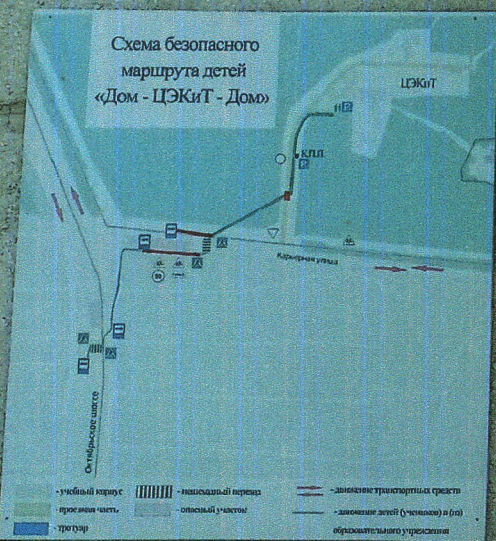 Схема безопасного
маршрута детей
«Дом - ЦЭКиТ - Дом»
ЦЭКиТ
КПП
Карьерная улица
Октябрьское шоссе
- учебный корпус
- проезжая часть
- тротуар
- пешеходный переход
- опасный участок
- движение транспортных средств
- движение детей (учеников) в (из)
образовательного учреждения